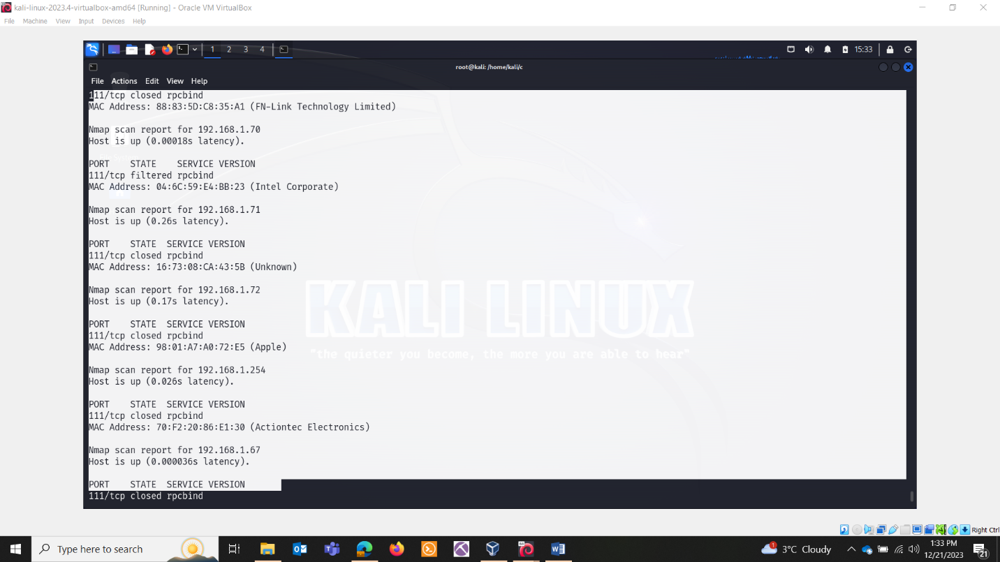 kali-linux-2023.4-virtualbox-amd64 [Running] - Oracle VM VirtualBox
File Machine View Input Devices Help
1 2 3 4 15:33
root@kali: /home/kali/c
File Actions Edit View Help
111/tcp closed rpcbind
MAC Address: 88:83:5D:C8:35:A1 (FN-Link Technology Limited)
Nmap scan report for 192.168.1.70
Host is up (0.00018s latency).
PORT STATE SERVICE VERSION
111/tcp filtered rpcbind
MAC Address: 04:6C:59:E4:BB:23 (Intel Corporate)
Nmap scan report for 192.168.1.71
Host is up (0.26s latency).
PORT STATE SERVICE VERSION
111/tcp closed rpcbind
MAC Address: 16:73:08:CA:43:5B (Unknown)
Nmap scan report for 192.168.1.72
Host is up (0.17s latency).
PORT STATE SERVICE VERSION
111/tcp closed rpcbind
MAC Address: 98:01:A7:A0:72:E5 (Apple)
KALI LINUX
"the quieter you become, the more you are able to hear"
Nmap scan report for 192.168.1.254
Host is up (0.026s latency).
PORT STATE SERVICE VERSION
111/tcp closed rpcbind
MAC Address: 70:F2:20:86:E1:30 (Actiontec Electronics)
Nmap scan report for 192.168.1.67
Host is up (0.000036s latency).
PORT STATE SERVICE VERSION
111/tcp closed rpcbind
Right Ctrl
Type here to search
1
3°C Cloudy
1:33 PM
12/21/2023
21